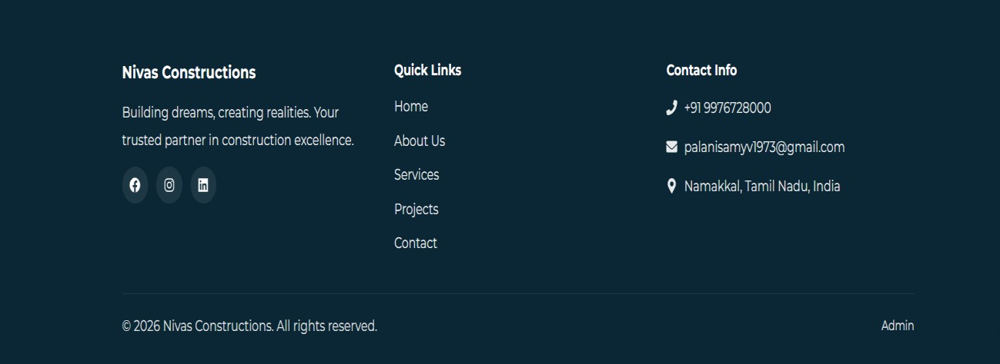 Nivas Constructions
Building dreams, creating realities. Your
trusted partner in construction excellence.
Quick Links
Home
About Us
Services
Projects
Contact
Contact Info
+91 9976728000
palanisamyv1973@gmail.com
Namakkal, Tamil Nadu, India
© 2026 Nivas Constructions. All rights reserved.
Admin